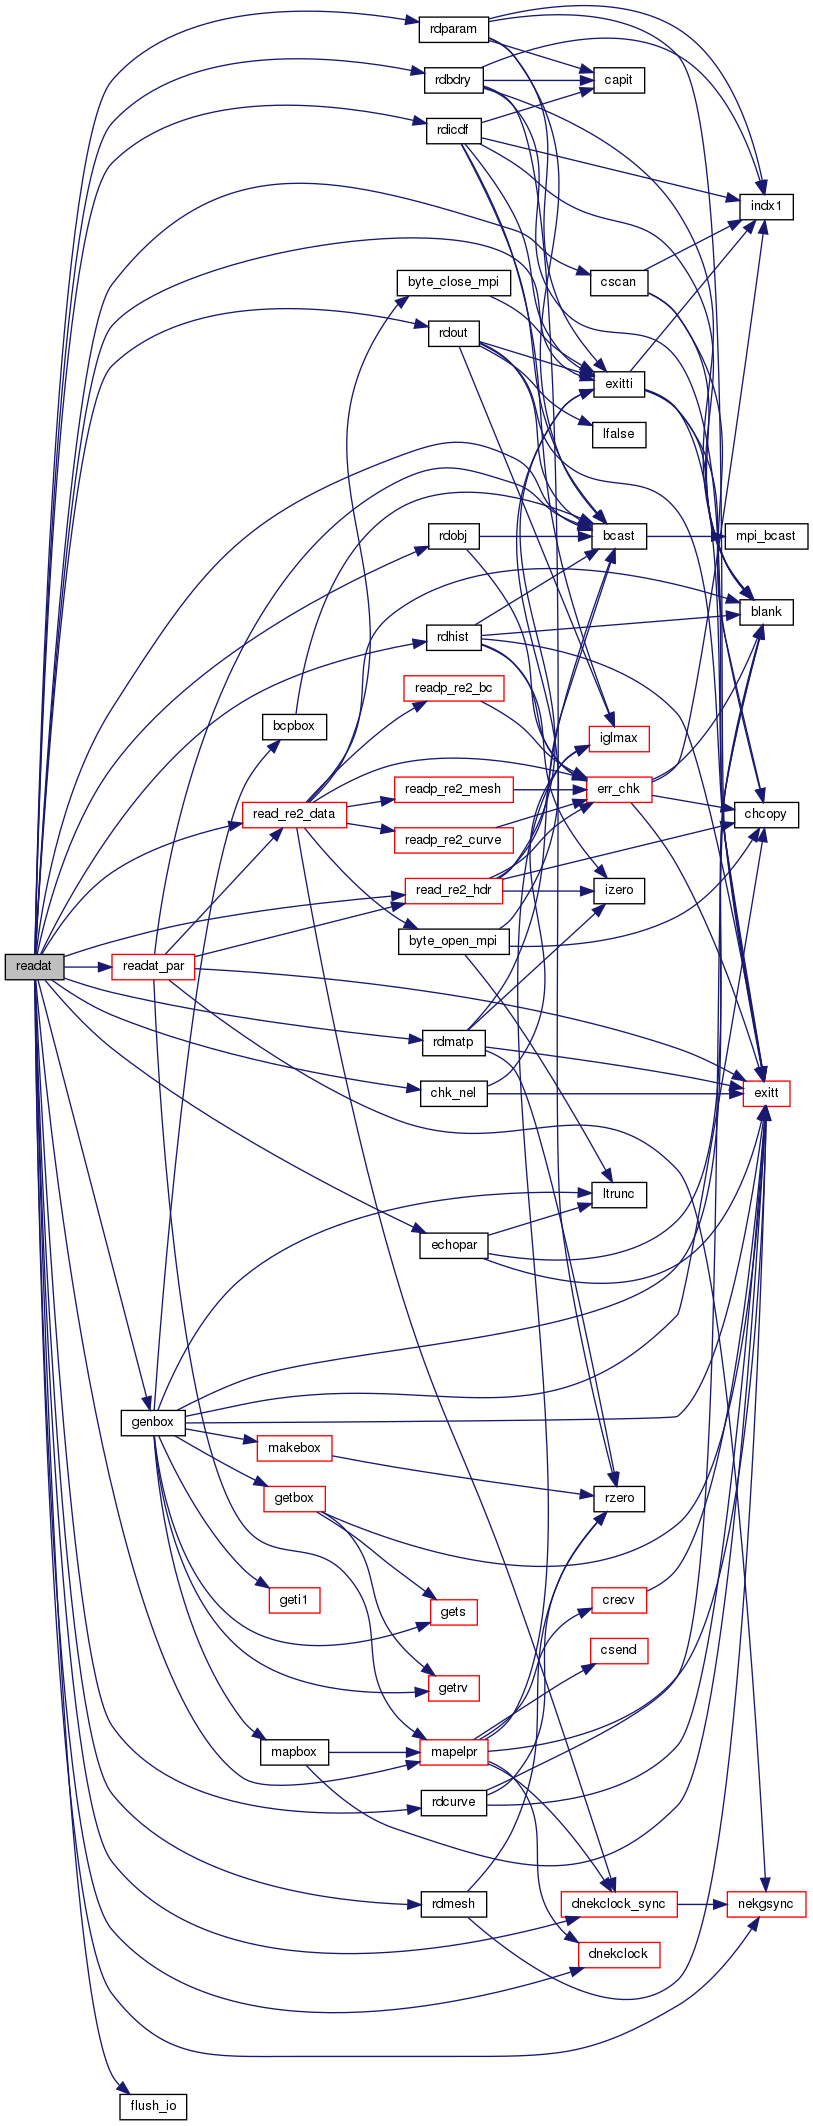 rdparam
rdbdry
capit
rdicdf
indx1
cscan
byte_close_mpi
rdout
exitti
lfalse
rdobj
bcast
mpi_bcast
blank
rdhist
readp_re2_bc
bcpbox
iglmax
read_re2_data
readp_re2_mesh
err_chk
chcopy
readp_re2_curve
read_re2_hdr
izero
byte_open_mpi
readat
readat_par
rdmatp
chk_nel
exitt
ltrunc
echopar
genbox
makebox
getbox
rzero
geti1
gets
crecv
csend
getrv
mapbox
mapelpr
rdcurve
rdmesh
dnekclock_sync
nekgsync
dnekclock
flush_io